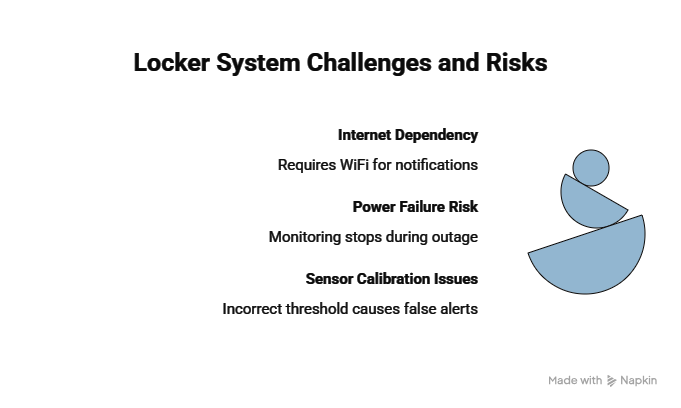 Locker System Challenges and Risks
Internet Dependency
Requires WiFi for notifications
Power Failure Risk
Monitoring stops during outage
Sensor Calibration Issues
Incorrect threshold causes false alerts
Made with Napkin